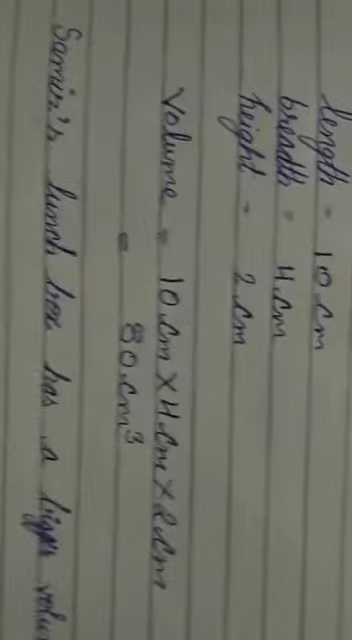 length - 10 cm
breadth - 4 cm
height - 2 cm
Volume = 10 cm X 4 cm X 2 cm
= 80 cm³
Samir's lunch box has a